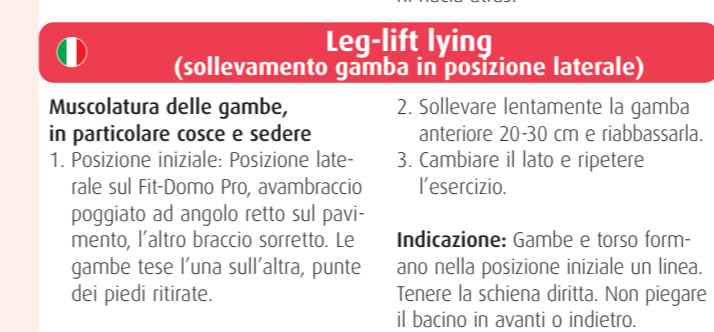 Leg-lift lying
(sollevamento gamba in posizione laterale)
Muscolatura delle gambe,
in particolare cosce e sedere
1. Posizione iniziale: Posizione late-
rale sul Fit-Domo Pro, avambraccio
poggiato ad angolo retto sul pavi-
mento, l'altro braccio sorretto. Le
gambe tese l'una sull'altra, punte
dei piedi ritirate.
2. Sollevare lentamente la gamba
anteriore 20-30 cm e riabbassarla.
3. Cambiare il lato e ripetere
l'esercizio.
Indicazione: Gambe e torso form-
ano nella posizione iniziale un linea.
Tenere la schiena diritta. Non piegare
il bacino in avanti o indietro.